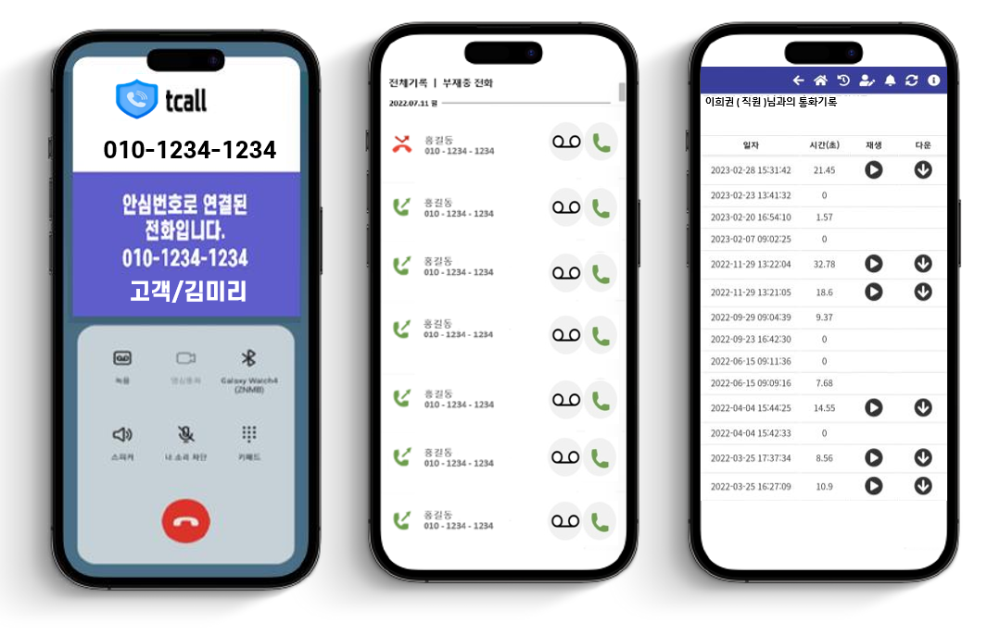 tcall
010-1234-1234
안심번호로 연결된
전화입니다.
010-1234-1234
고객/김미리
녹음
영상통화
Galaxy Watch4
(ZNMB)
스피커
내 소리 차단
키패드
전체기록 | 부재중 전화
2022.07.11 월
홍길동
010 - 1234 - 1234
홍길동
010 - 1234 - 1234
홍길동
010 - 1234 - 1234
홍길동
010 - 1234 - 1234
홍길동
010 - 1234 - 1234
홍길동
010 - 1234 - 1234
홍길동
010 - 1234 - 1234
이희권 ( 직원 )님과의 통화기록
일자 시간(초) 재생 다운
2023-02-28 15:31:42 21.45
2023-02-23 13:41:32 0
2023-02-20 16:54:10 1.57
2023-02-07 09:02:25 0
2022-11-29 13:22:04 32.78
2022-11-29 13:21:05 18.6
2022-09-29 09:04:39 9.37
2022-09-23 16:42:30 0
2022-06-15 09:11:36 0
2022-06-15 09:09:16 7.68
2022-04-04 15:44:25 14.55
2022-04-04 15:42:33 0
2022-03-25 17:37:34 8.56
2022-03-25 16:27:09 10.9